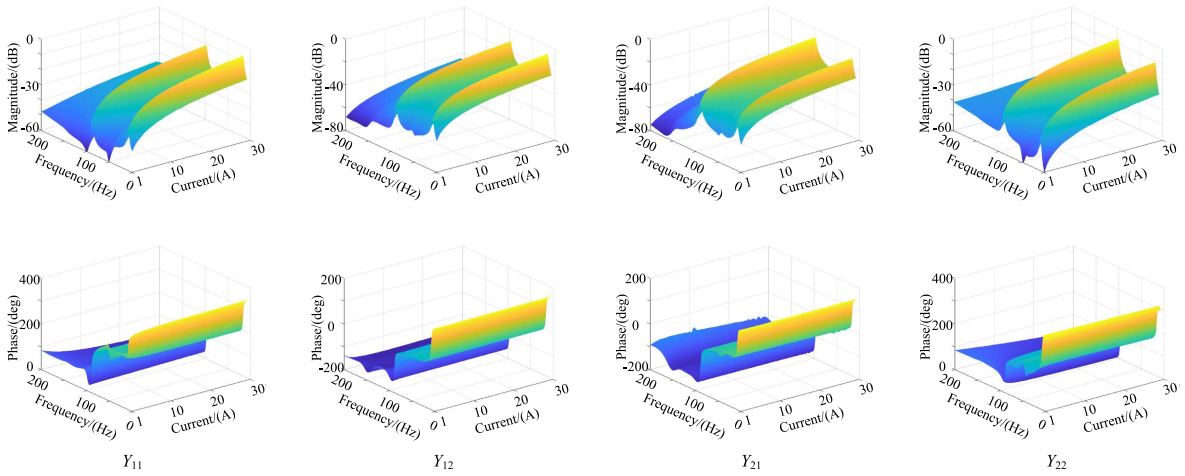 0
-30
-60
Magnitude/(dB)
200
100
0
Frequency/(Hz)
1
10
20
30
Current/(A)
0
-40
-80
Magnitude/(dB)
200
100
0
Frequency/(Hz)
1
10
20
30
Current/(A)
0
-40
-80
Magnitude/(dB)
200
100
0
Frequency/(Hz)
1
10
20
30
Current/(A)
0
-30
-60
Magnitude/(dB)
200
100
0
Frequency/(Hz)
1
10
20
30
Current/(A)
400
200
0
Phase/(deg)
200
100
0
Frequency/(Hz)
1
10
20
30
Current/(A)
Y11
200
0
-200
Phase/(deg)
200
100
0
Frequency/(Hz)
1
10
20
30
Current/(A)
Y12
200
0
-200
Phase/(deg)
200
100
0
Frequency/(Hz)
1
10
20
30
Current/(A)
Y21
400
200
0
Phase/(deg)
200
100
0
Frequency/(Hz)
1
10
20
30
Current/(A)
Y22